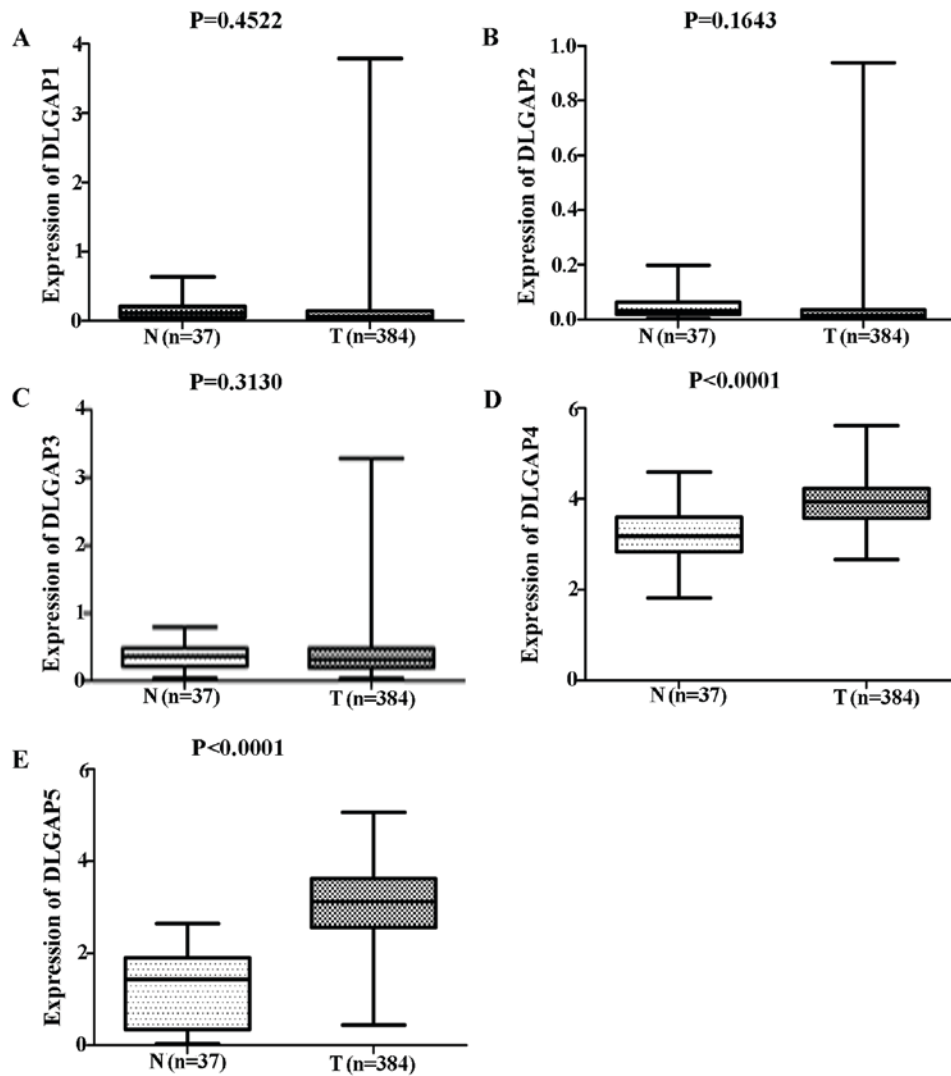 P=0.4522
A
Expression of DLGAP1
4
3
2
1
0
N (n=37)
T (n=384)
P=0.1643
B
Expression of DLGAP2
1.0
0.8
0.6
0.4
0.2
0.0
N (n=37)
T (n=384)
P=0.3130
C
Expression of DLGAP3
4
3
2
1
0
N (n=37)
T (n=384)
P<0.0001
D
Expression of DLGAP4
6
4
2
0
N (n=37)
T (n=384)
P<0.0001
E
Expression of DLGAP5
6
4
2
0
N (n=37)
T (n=384)